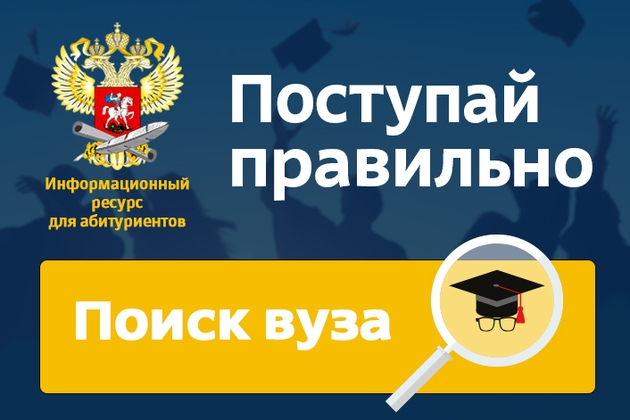 Поступай
правильно
Информационный
ресурс
для абитуриентов
Поиск вуза